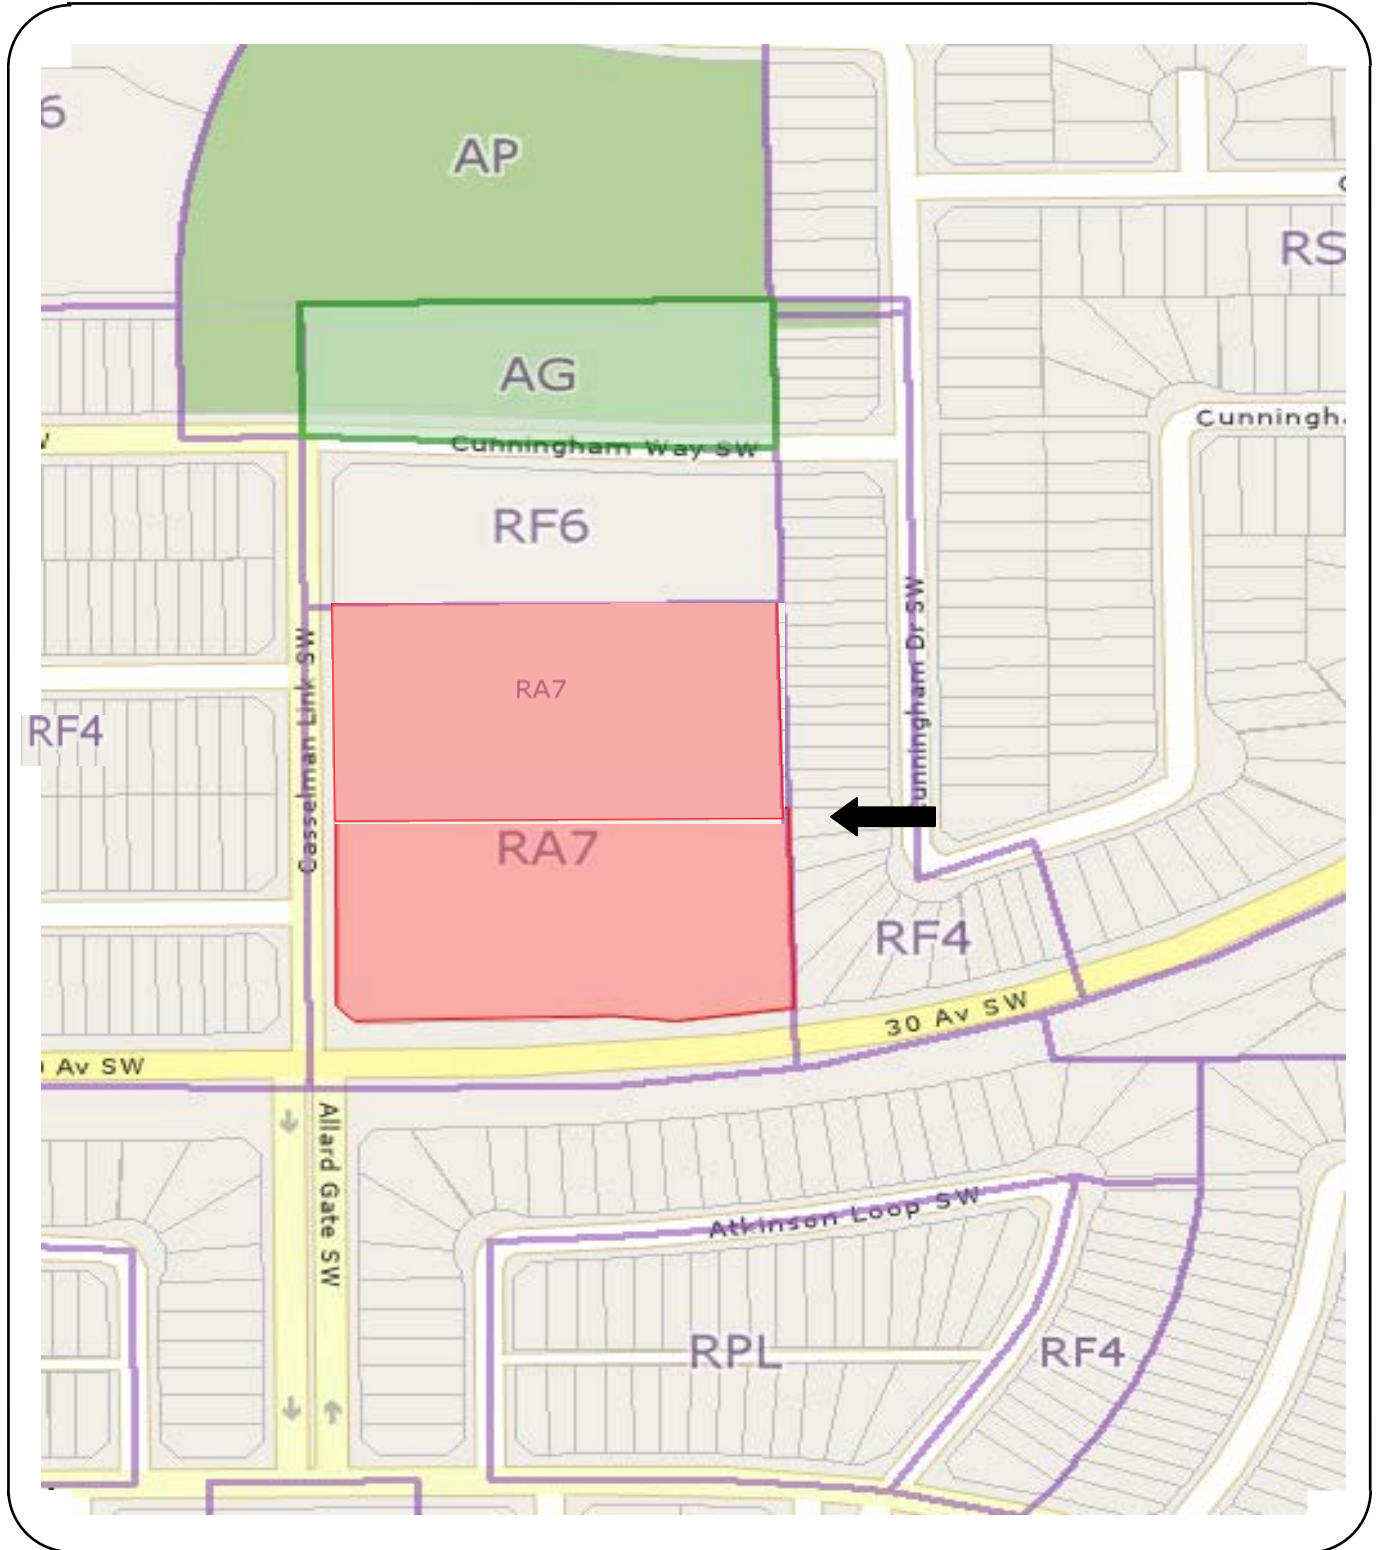 6
AP
RS
AG
Cunningh
Cunningham Way SW
RF6
Casselman Link SW
unningham Dr SW
RA7
RF4
RA7
RF4
30 Av SW
Av SW
Allard Gate SW
Atkinson Loop SW
RPL
RF4